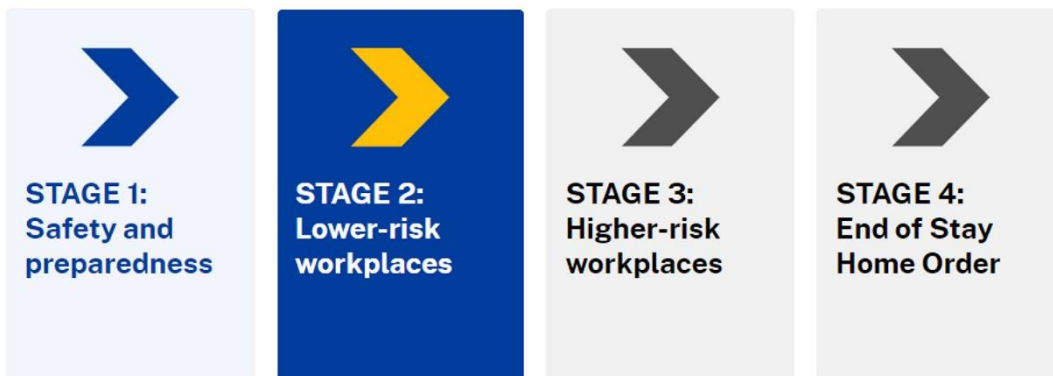 STAGE 1:
Safety and
preparedness
STAGE 2:
Lower-risk
workplaces
STAGE 3:
Higher-risk
workplaces
STAGE 4:
End of Stay
Home Order